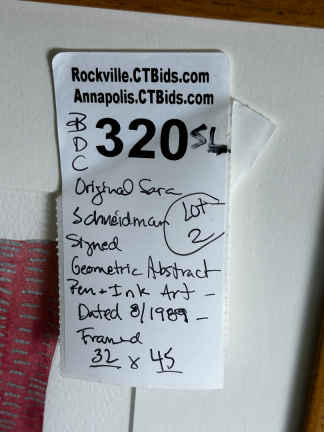 Rockville.CTBids.com
Annapolis.CTBids.com
B
D
C
320 SL
Original Sara
Schneidman
Lot
2
Signed
Geometric Abstract
Pen + Ink Art -
Dated 8/1989 -
Framed
32 x 45